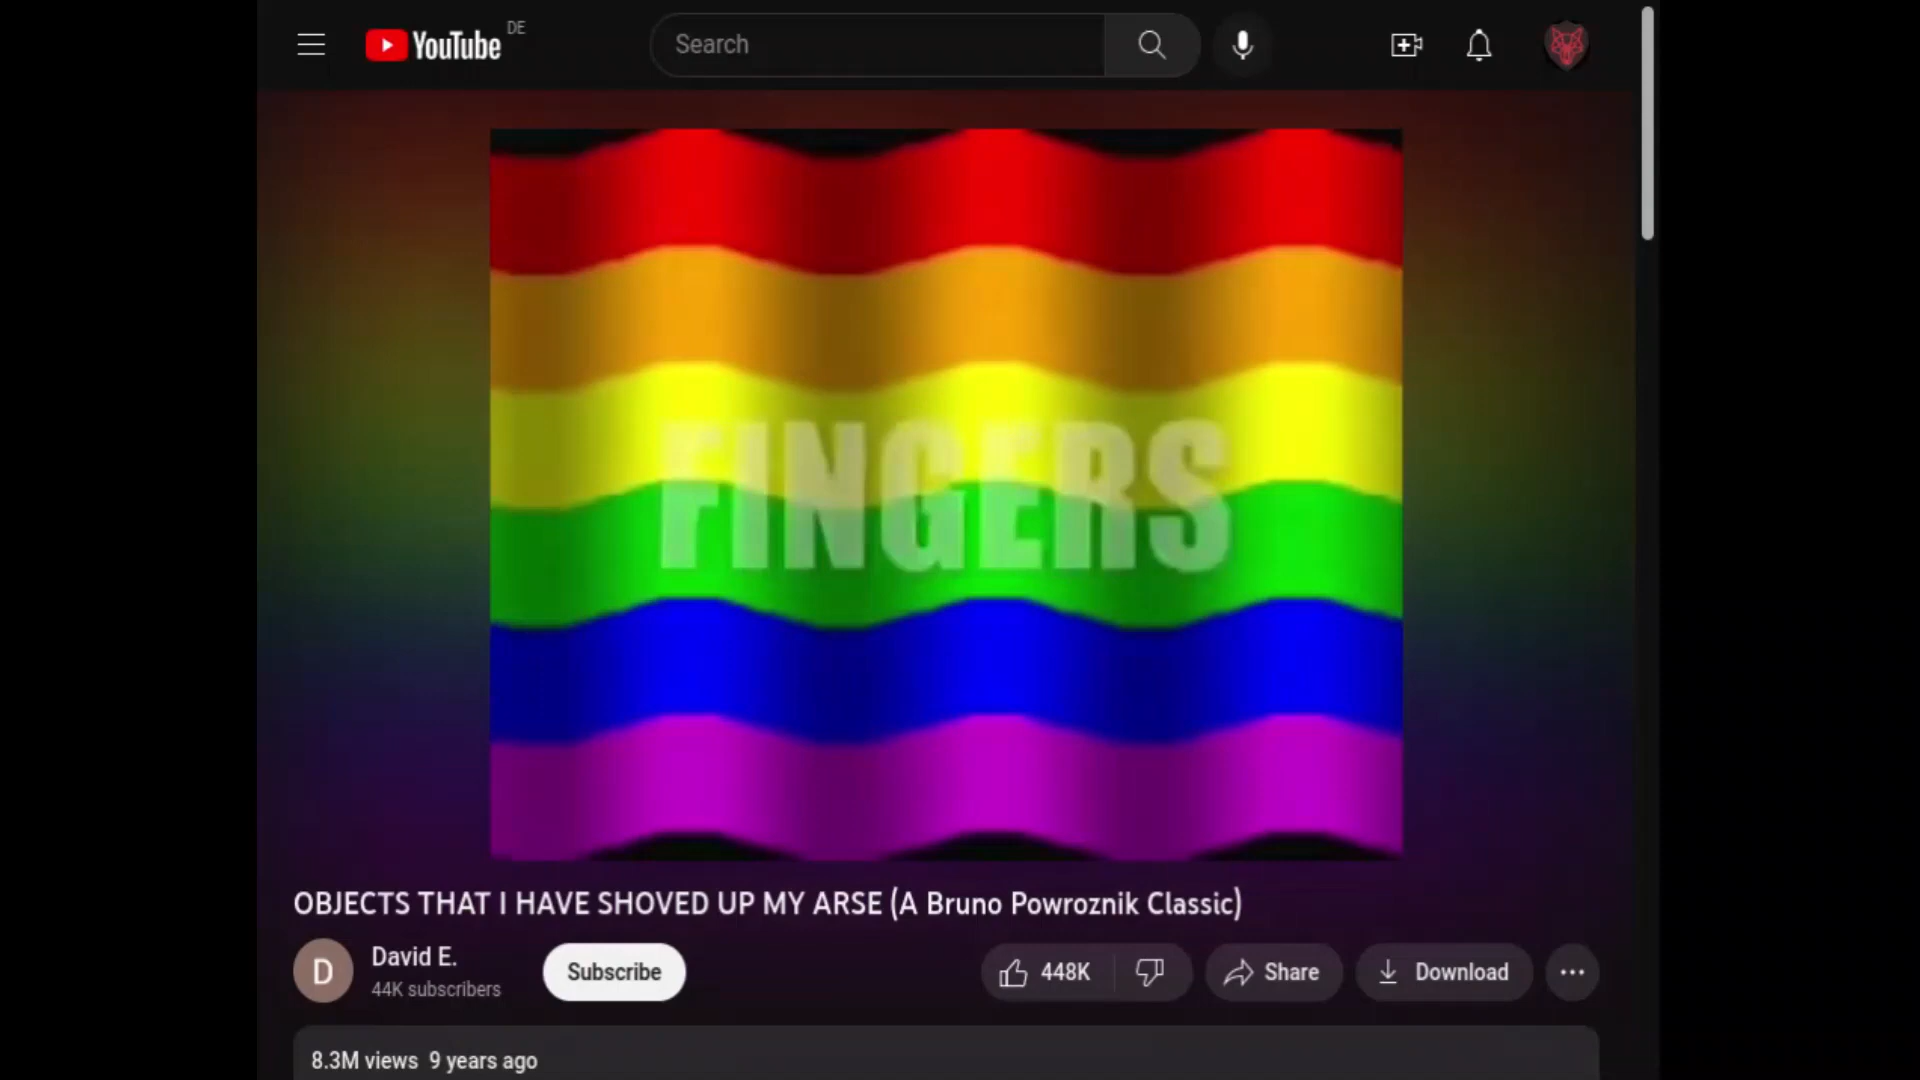 YouTube DE
Search
FINGERS
OBJECTS THAT I HAVE SHOVED UP MY ARSE (A Bruno Powroznik Classic)
D
David E.
44K subscribers
Subscribe
448K
Share
Download
8.3M views 9 years ago